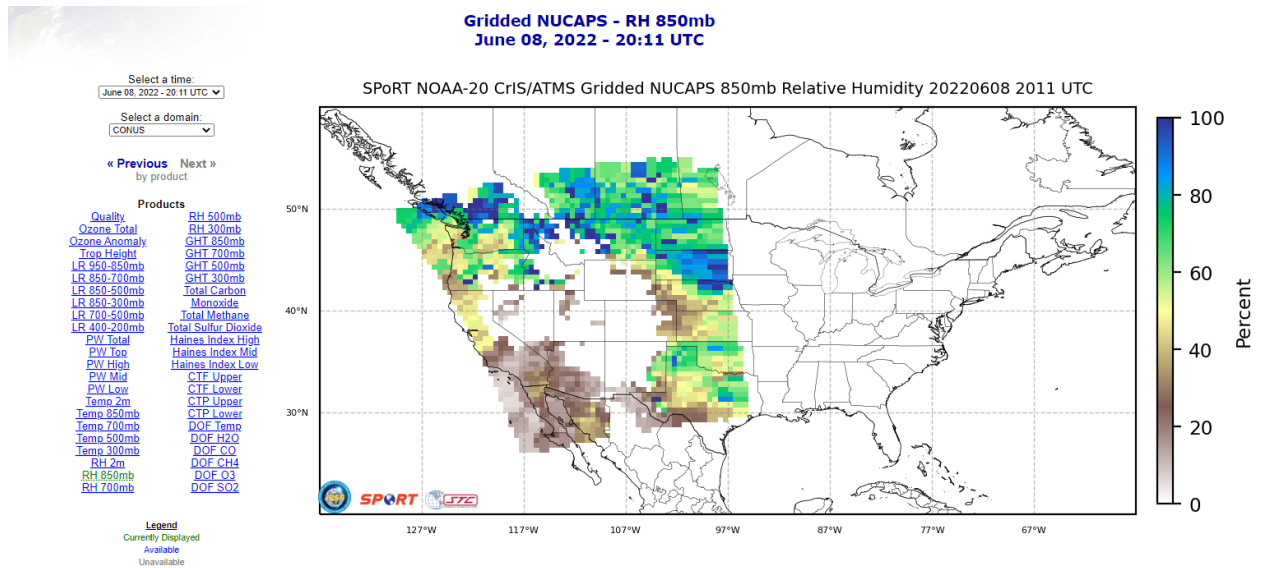 Gridded NUCAPS - RH 850mb
June 08, 2022 - 20:11 UTC
Select a time:
June 08, 2022 - 20:11 UTC
Select a domain:
CONUS
« Previous Next »
by product
Products
Quality RH 500mb
Ozone Total RH 300mb
Ozone Anomaly GHT 850mb
Trop Height GHT 700mb
LR 950-850mb GHT 500mb
LR 850-700mb GHT 300mb
LR 850-500mb Total Carbon
LR 850-300mb Monoxide
LR 700-500mb Total Methane
LR 400-200mb Total Sulfur Dioxide
PW Total Haines Index High
PW Top Haines Index Mid
PW High Haines Index Low
PW Mid CTF Upper
PW Low CTF Lower
Temp 2m CTP Upper
Temp 850mb CTP Lower
Temp 700mb DOF Temp
Temp 500mb DOF H2O
Temp 300mb DOF CO
RH 2m DOF CH4
RH 850mb DOF O3
RH 700mb DOF SO2
Legend
Currently Displayed
Available
Unavailable
SPoRT NOAA-20 CrIS/ATMS Gridded NUCAPS 850mb Relative Humidity 20220608 2011 UTC
50°N
40°N
30°N
127°W 117°W 107°W 97°W 87°W 77°W 67°W
JPSS SPoRT STC
100
80
60
40
20
0
Percent